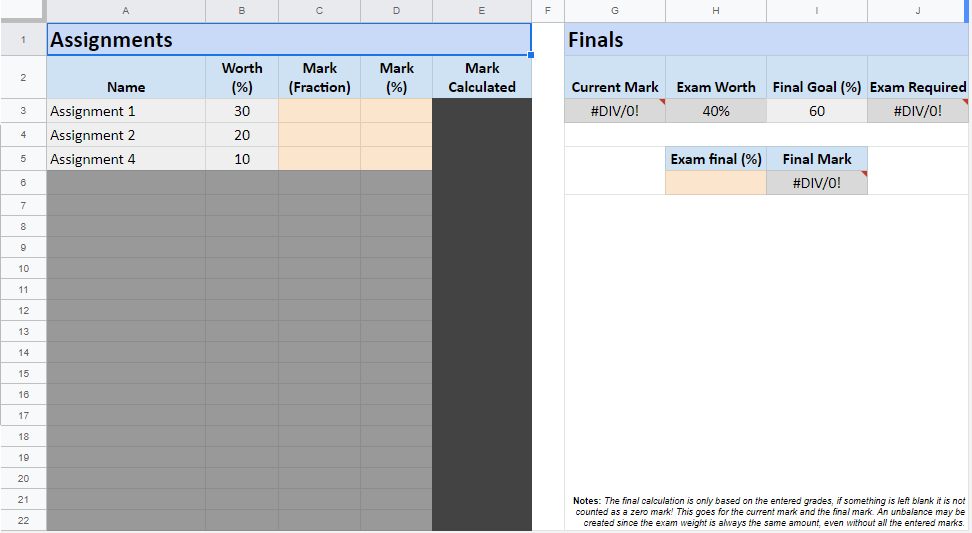 A B C D E F G H I J
1 Assignments Finals
2 Name Worth (%) Mark (Fraction) Mark (%) Mark Calculated Current Mark Exam Worth Final Goal (%) Exam Required
3 Assignment 1 30 #DIV/0! 40% 60 #DIV/0!
4 Assignment 2 20
5 Assignment 4 10 Exam final (%) Final Mark
6 #DIV/0!
7
8
9
10
11
12
13
14
15
16
17
18
19
20
21 Notes: The final calculation is only based on the entered grades, if something is left blank it is not
22 counted as a zero mark! This goes for the current mark and the final mark. An unbalance may be
created since the exam weight is always the same amount, even without all the entered marks.